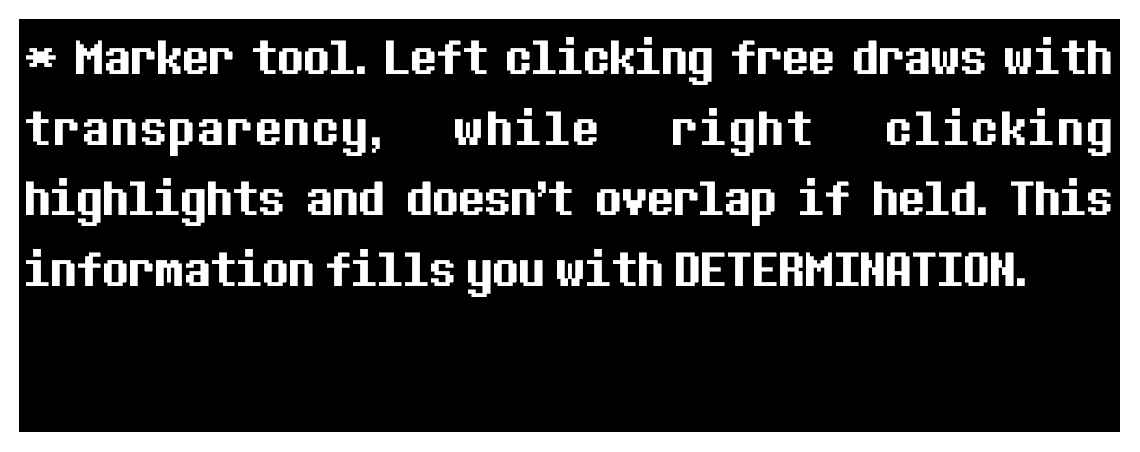 * Marker tool. Left clicking free draws with
transparency, while right clicking
highlights and doesn't overlap if held. This
information fills you with DETERMINATION.